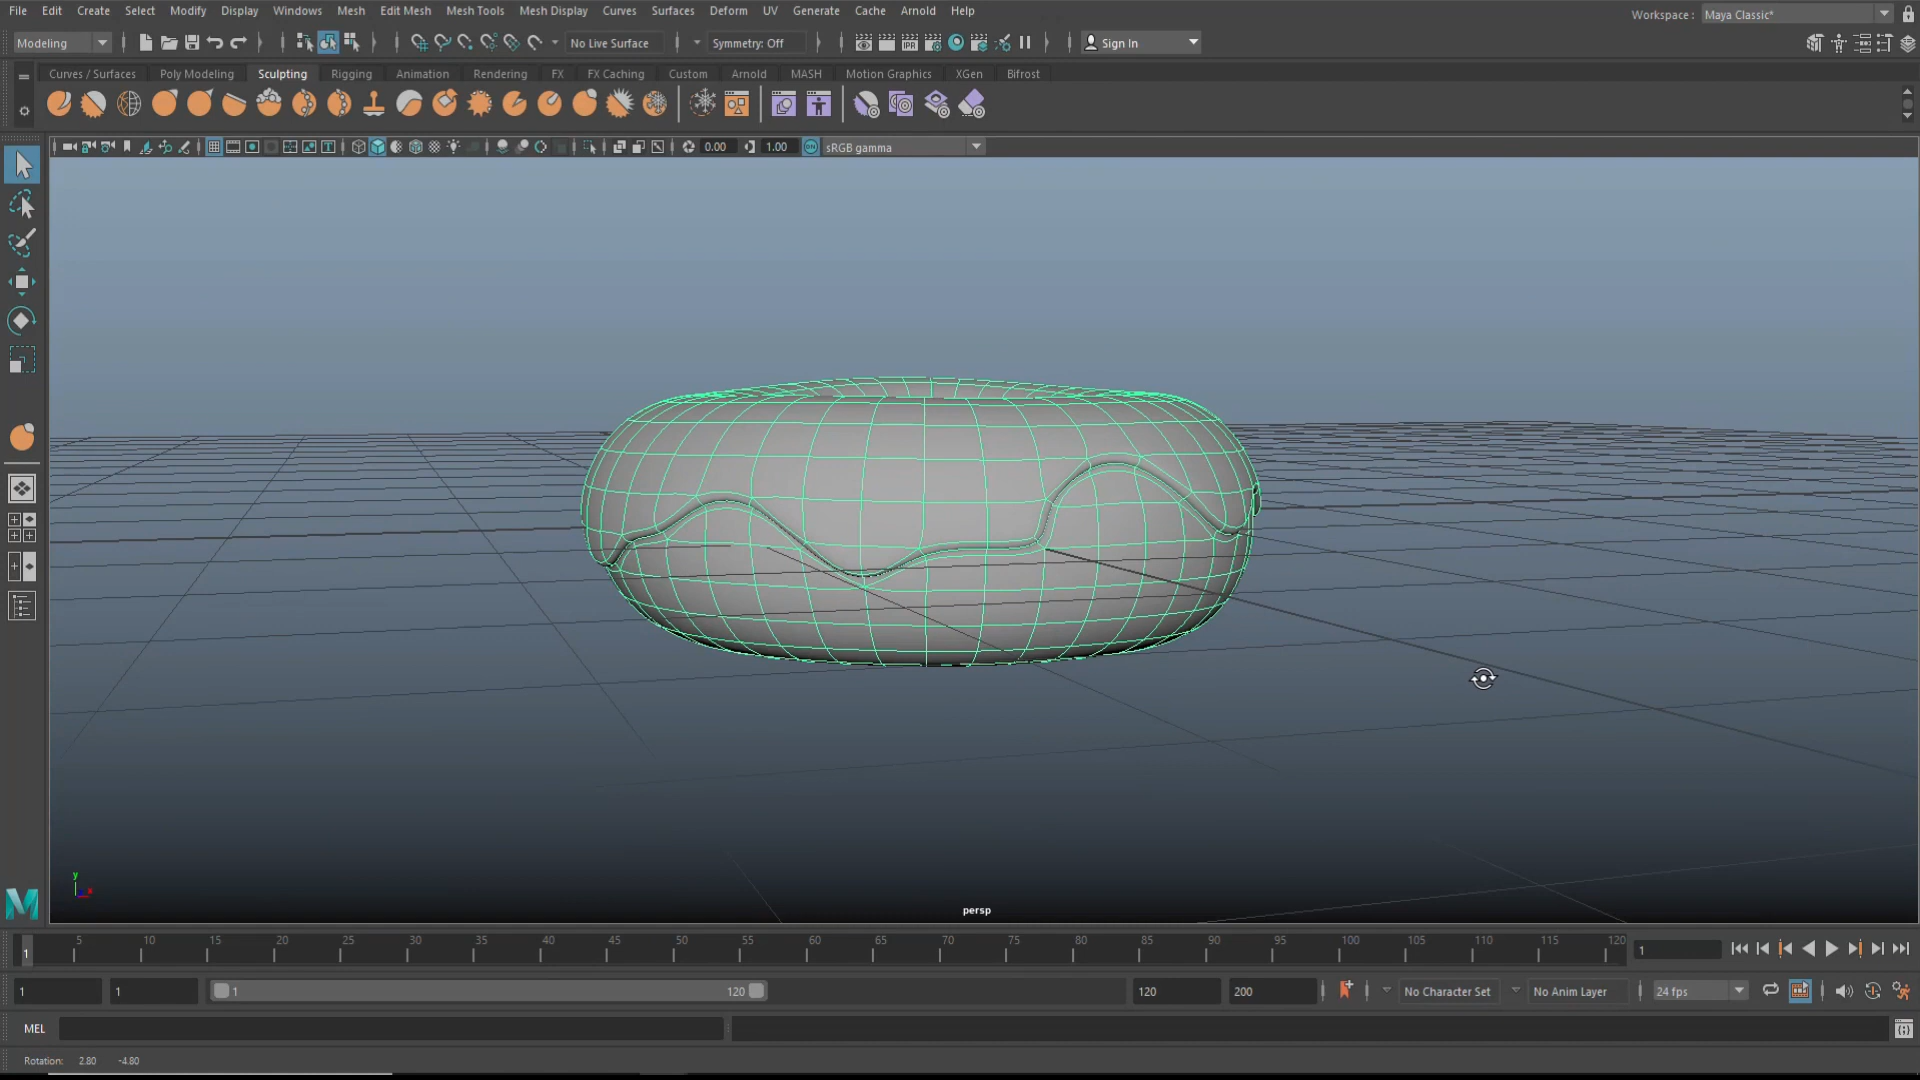 File Edit Create Select Modify Display Windows Mesh Edit Mesh Mesh Tools Mesh Display Curves Surfaces Deform UV Generate Cache Arnold Help
Workspace : Maya Classic*
Modeling No Live Surface Symmetry: Off Sign In
Curves / Surfaces Poly Modeling Sculpting Rigging Animation Rendering FX FX Caching Custom Arnold MASH Motion Graphics XGen Bifrost
0.00 1.00 ON sRGB gamma
y
x
persp
1 5 10 15 20 25 30 35 40 45 50 55 60 65 70 75 80 85 90 95 100 105 110 115 120 1
1 1 1 120 120 200 No Character Set No Anim Layer 24 fps
MEL
Rotation: 2.80 -4.80